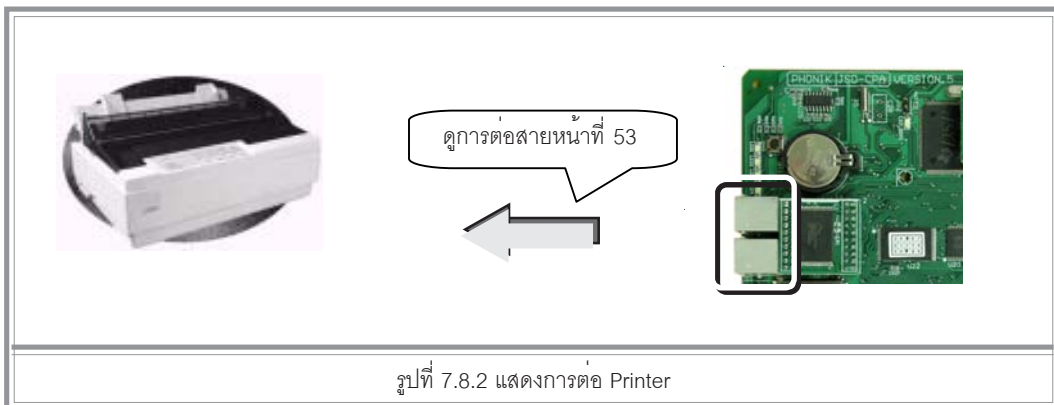 PHONIK JSD-CPA VERSION.5
ดูการต่อสายหน้าที่ 53
รูปที่ 7.8.2 แสดงการต่อ Printer